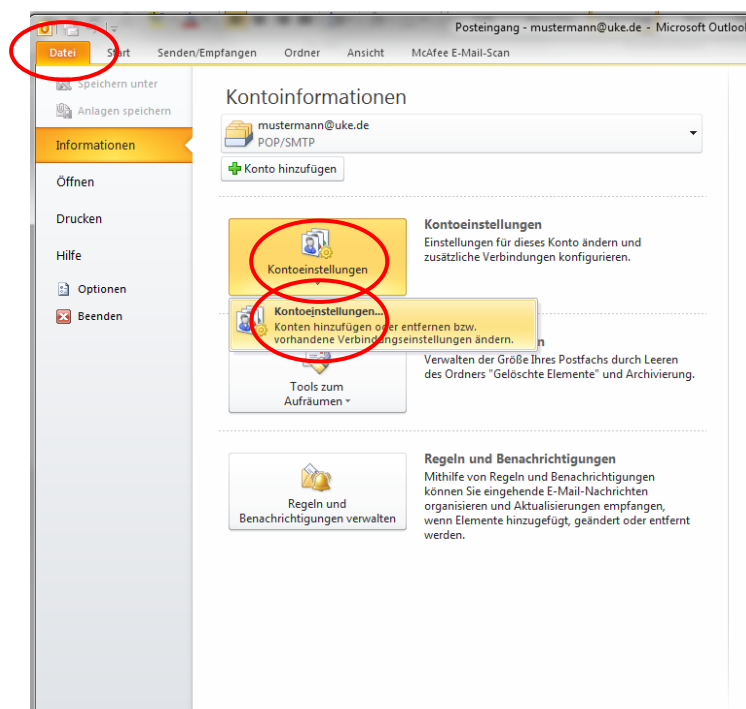 Posteingang - mustermann@uke.de - Microsoft Outlook
Datei Start Senden/Empfangen Ordner Ansicht McAfee E-Mail-Scan
Speichern unter
Anlagen speichern
Informationen
Öffnen
Drucken
Hilfe
Optionen
Beenden
Kontoinformationen
mustermann@uke.de
POP/SMTP
Konto hinzufügen
Kontoeinstellungen
Kontoeinstellungen
Einstellungen für dieses Konto ändern und
zusätzliche Verbindungen konfigurieren.
Kontoeinstellungen...
Konten hinzufügen oder entfernen bzw.
vorhandene Verbindungseinstellungen ändern.
n
Tools zum
Aufräumen
Verwalten der Größe Ihres Postfachs durch Leeren
des Ordners "Gelöschte Elemente" und Archivierung.
Regeln und
Benachrichtigungen verwalten
Regeln und Benachrichtigungen
Mithilfe von Regeln und Benachrichtigungen
können Sie eingehende E-Mail-Nachrichten
organisieren und Aktualisierungen empfangen,
wenn Elemente hinzugefügt, geändert oder entfernt
werden.